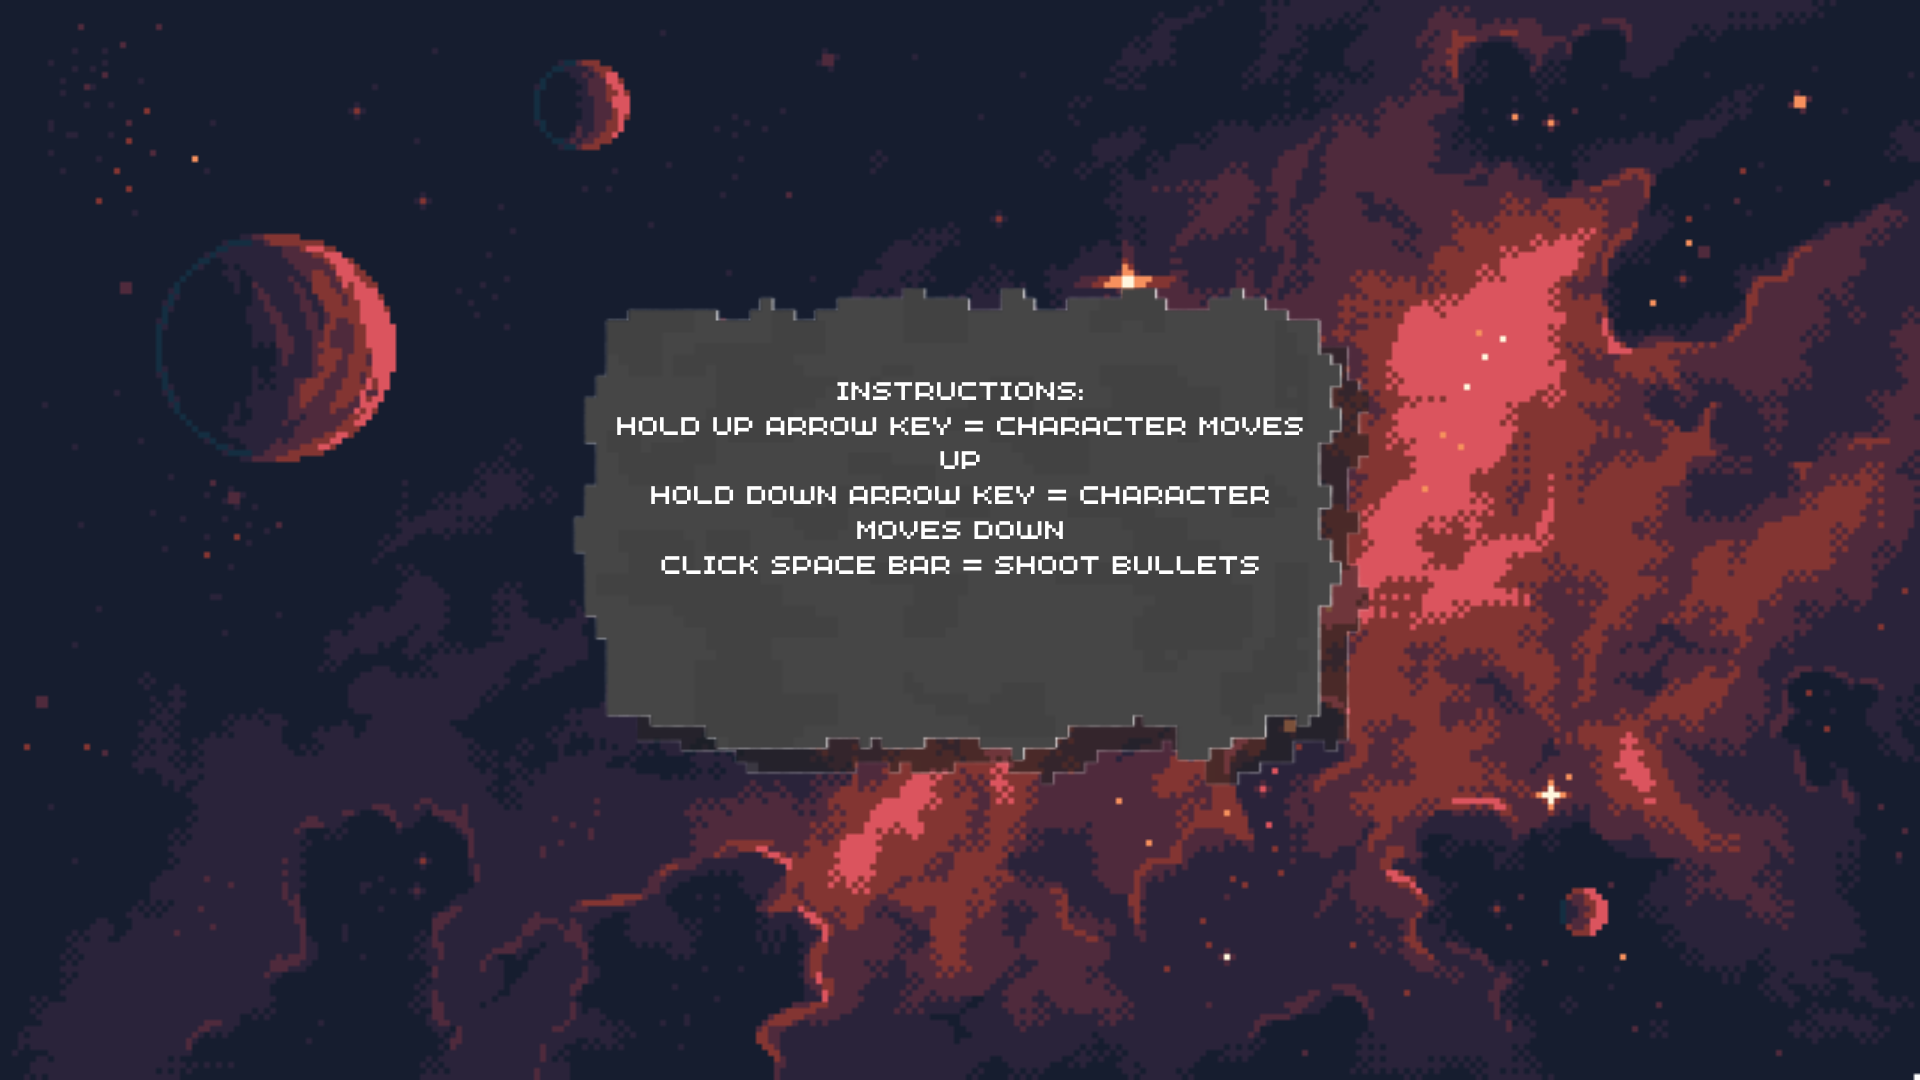 INSTRUCTIONS:
HOLD UP ARROW KEY = CHARACTER MOVES
UP
HOLD DOWN ARROW KEY = CHARACTER
MOVES DOWN
CLICK SPACE BAR = SHOOT BULLETS